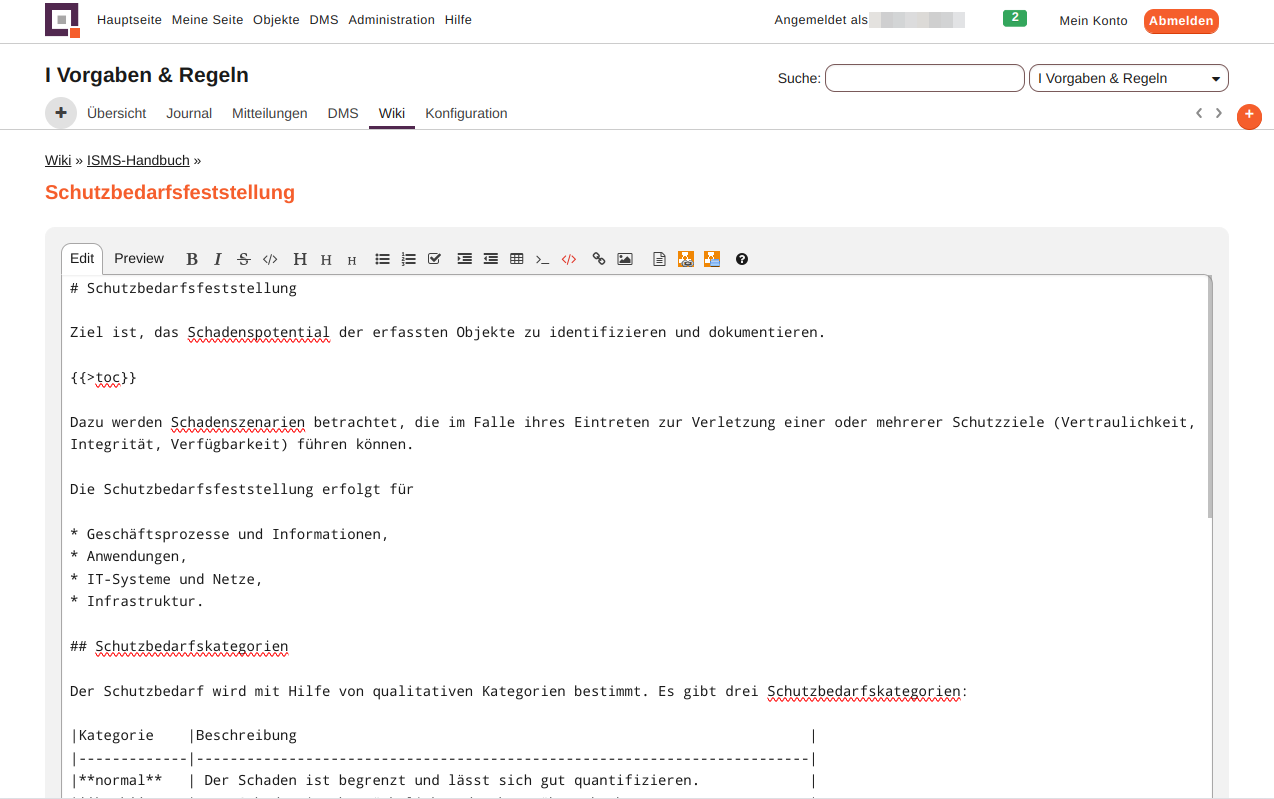 Hauptseite Meine Seite Objekte DMS Administration Hilfe
Angemeldet als
2
Mein Konto
Abmelden
I Vorgaben & Regeln
Suche:
I Vorgaben & Regeln
+ Übersicht Journal Mitteilungen DMS Wiki Konfiguration
+
Wiki » ISMS-Handbuch »
Schutzbedarfsfeststellung
Edit Preview B I S </> H H H >_ </> ?
# Schutzbedarfsfeststellung
Ziel ist, das Schadenspotential der erfassten Objekte zu identifizieren und dokumentieren.
{{>toc}}
Dazu werden Schadenszenarien betrachtet, die im Falle ihres Eintreten zur Verletzung einer oder mehrerer Schutzziele (Vertraulichkeit,
Integrität, Verfügbarkeit) führen können.
Die Schutzbedarfsfeststellung erfolgt für
* Geschäftsprozesse und Informationen,
* Anwendungen,
* IT-Systeme und Netze,
* Infrastruktur.
## Schutzbedarfskategorien
Der Schutzbedarf wird mit Hilfe von qualitativen Kategorien bestimmt. Es gibt drei Schutzbedarfskategorien:
|Kategorie    |Beschreibung                                                             |
|-------------|-------------------------------------------------------------------------|
|**normal**   | Der Schaden ist begrenzt und lässt sich gut quantifizieren.             |